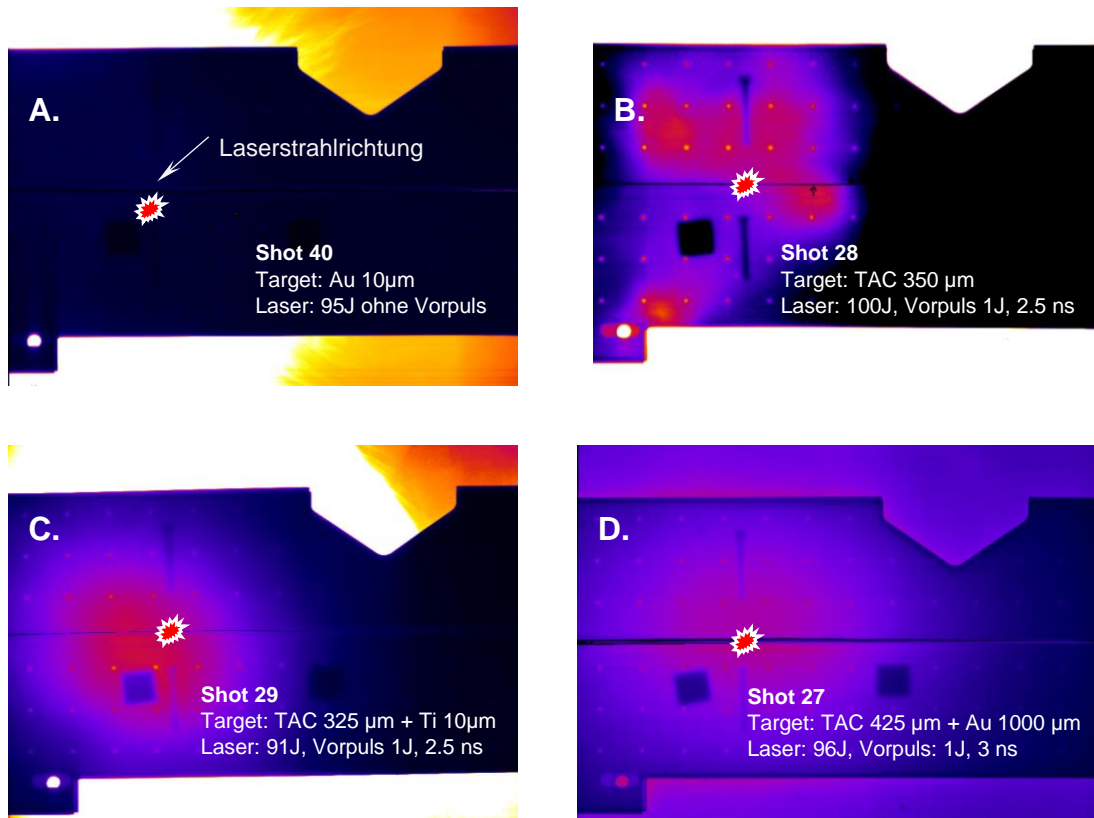 A.
Laserstrahlrichtung
Shot 40
Target: Au 10µm
Laser: 95J ohne Vorpuls
B.
Shot 28
Target: TAC 350 µm
Laser: 100J, Vorpuls 1J, 2.5 ns
C.
Shot 29
Target: TAC 325 µm + Ti 10µm
Laser: 91J, Vorpuls 1J, 2.5 ns
D.
Shot 27
Target: TAC 425 µm + Au 1000 µm
Laser: 96J, Vorpuls: 1J, 3 ns